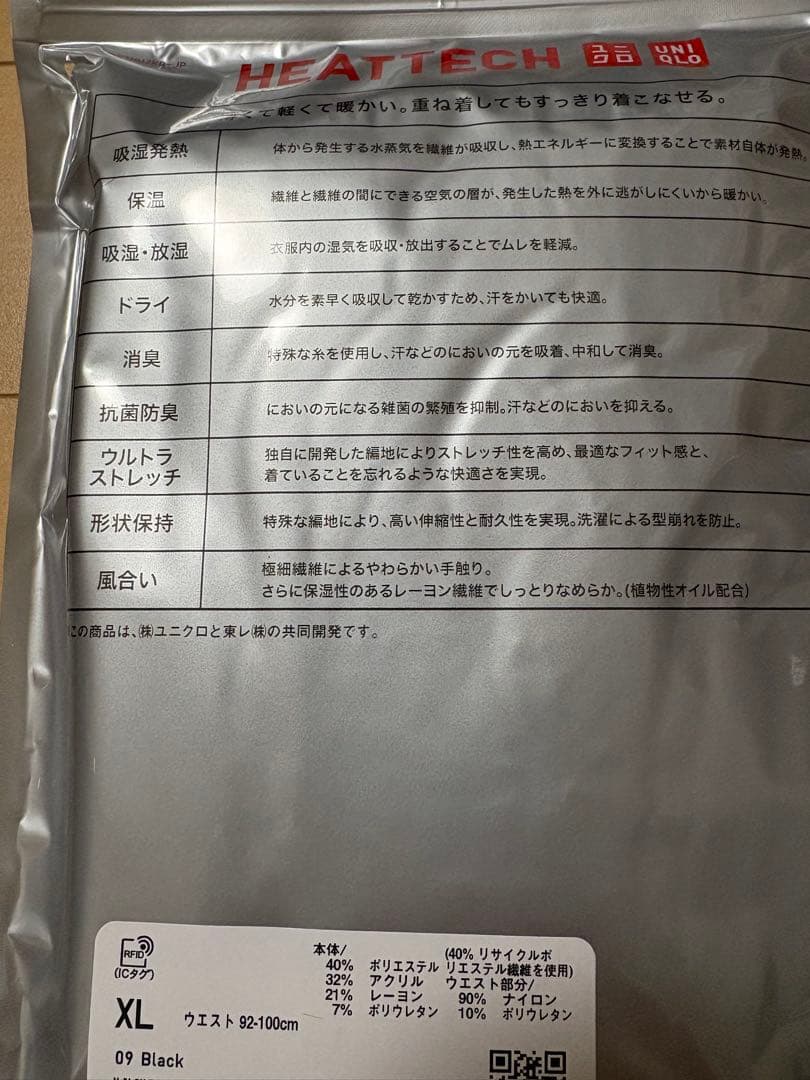 HEATTECH ユニクロ UNIQLO
て軽くて暖かい。重ね着してもすっきり着こなせる。
吸湿発熱 体から発生する水蒸気を繊維が吸収し、熱エネルギーに変換することで素材自体が発熱。
保温 繊維と繊維の間にできる空気の層が、発生した熱を外に逃がしにくいから暖かい。
吸湿・放湿 衣服内の湿気を吸収・放出することでムレを軽減。
ドライ 水分を素早く吸収して乾かすため、汗をかいても快適。
消臭 特殊な糸を使用し、汗などのにおいの元を吸着、中和して消臭。
抗菌防臭 においの元になる雑菌の繁殖を抑制。汗などのにおいを抑える。
ウルトラ
ストレッチ
独自に開発した編地によりストレッチ性を高め、最適なフィット感と、
着ていることを忘れるような快適さを実現。
形状保持 特殊な編地により、高い伸縮性と耐久性を実現。洗濯による型崩れを防止。
風合い
極細繊維によるやわらかい手触り。
さらに保湿性のあるレーヨン繊維でしっとりなめらか。(植物性オイル配合)
この商品は、㈱ユニクロと東レ㈱の共同開発です。
RFID
(ICタグ)
XL ウエスト 92-100cm
09 Black
本体/
40% ポリエステル
32% アクリル
21% レーヨン
7% ポリウレタン
(40% リサイクルポ
リエステル繊維を使用)
ウエスト部分/
90% ナイロン
10% ポリウレタン